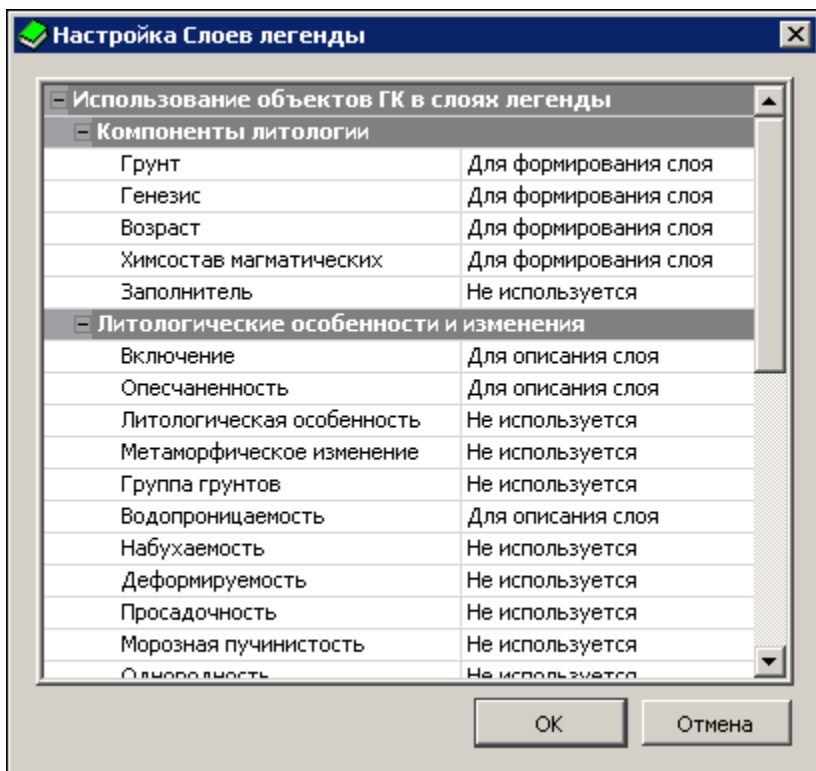 Настройка Слоев легенды
Использование объектов ГК в слоях легенды
Компоненты литологии
Грунт Для формирования слоя
Генезис Для формирования слоя
Возраст Для формирования слоя
Химсостав магматических Для формирования слоя
Заполнитель Не используется
Литологические особенности и изменения
Включение Для описания слоя
Опесчаненность Для описания слоя
Литологическая особенность Не используется
Метаморфическое изменение Не используется
Группа грунтов Не используется
Водопроницаемость Для описания слоя
Набухаемость Не используется
Деформируемость Не используется
Просадочность Не используется
Морозная пучинистость Не используется
Однородность Не используется
OK Отмена